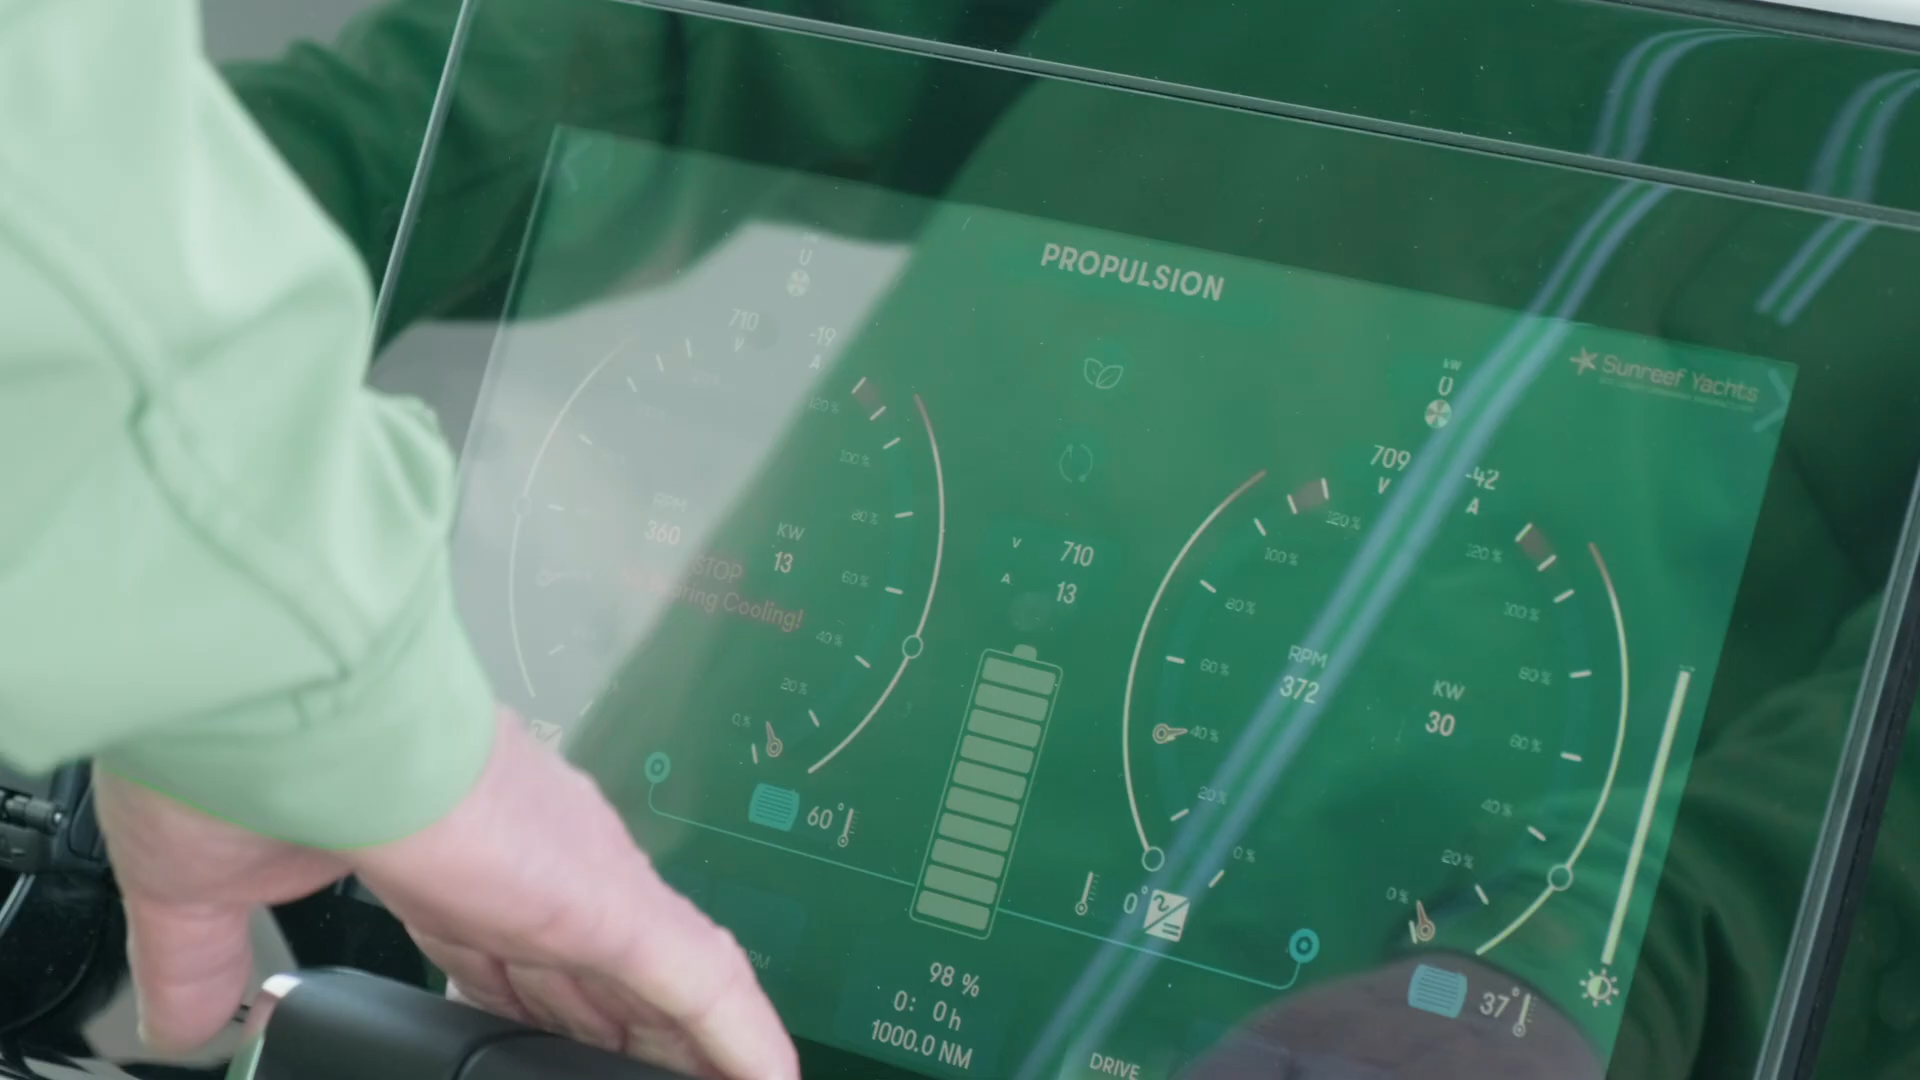 PROPULSION
Sunreef Yachts
U
710
V
-19
A
120 %
100 %
80 %
60 %
40 %
20 %
0 %
RPM
360
KW
13
STOP
Cooling!
60°
V 710
A 13
98 %
0: 0 h
1000.0 NM
kW
U
709
V
-42
A
120 %
100 %
80 %
60 %
40 %
20 %
0 %
RPM
372
KW
30
120 %
100 %
80 %
60 %
40 %
20 %
0 %
0°
37°
DRIVE